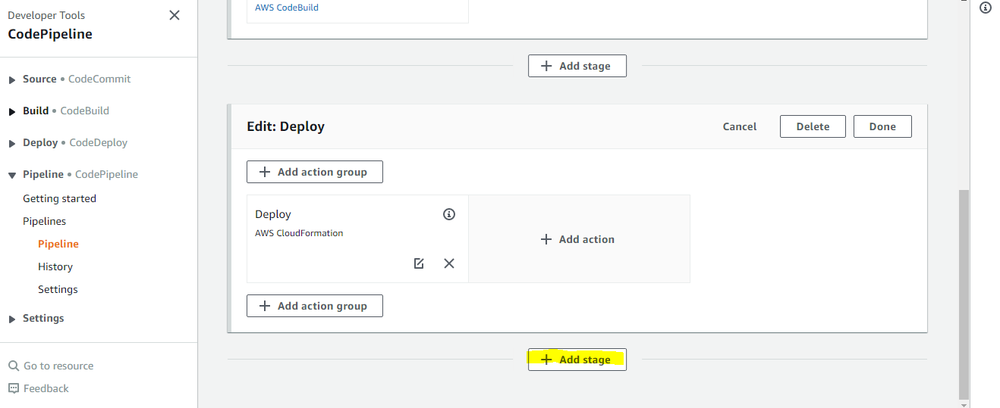 Developer Tools
CodePipeline
Source • CodeCommit
Build • CodeBuild
Deploy • CodeDeploy
Pipeline • CodePipeline
Getting started
Pipelines
Pipeline
History
Settings
Settings
Go to resource
Feedback
AWS CodeBuild
+ Add stage
Edit: Deploy
Cancel
Delete
Done
+ Add action group
Deploy
AWS CloudFormation
+ Add action
+ Add action group
+ Add stage